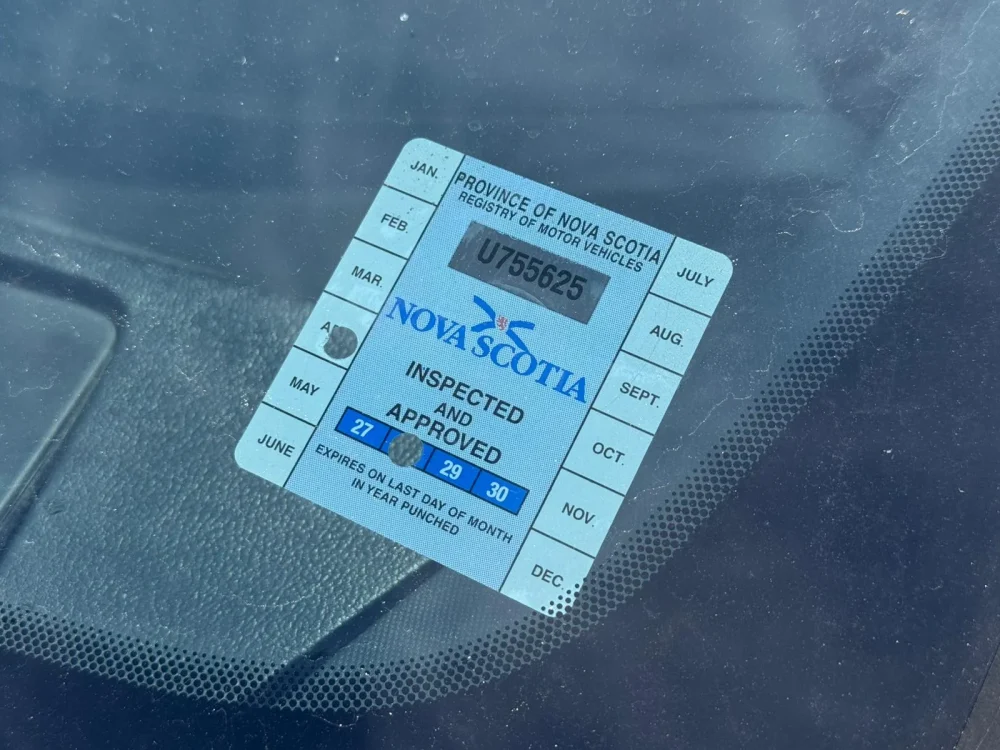 PROVINCE OF NOVA SCOTIA
REGISTRY OF MOTOR VEHICLES
U755625
NOVA SCOTIA
INSPECTED
AND
APPROVED
27 29 30
EXPIRES ON LAST DAY OF MONTH
IN YEAR PUNCHED
JAN.
FEB.
MAR.
MAY
JUNE
JULY
AUG.
SEPT.
OCT.
NOV.
DEC.